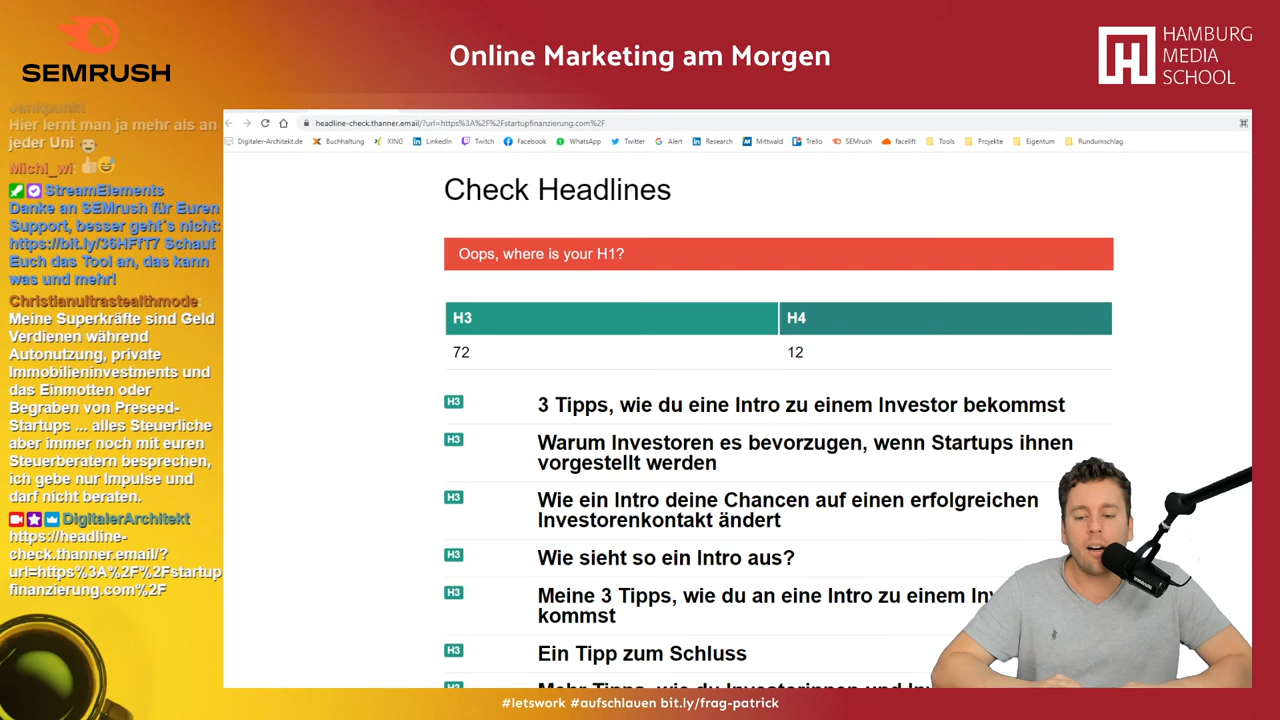 SEMRUSH
Online Marketing am Morgen
HAMBURG
MEDIA
SCHOOL
Jankpunkt
Hier lernt man ja mehr als an
jeder Uni
Michi_wi:
StreamElements
Danke an SEMrush für Euren
Support, besser geht´s nicht:
https://bit.ly/36HFfT7 Schaut
Euch das Tool an, das kann
was und mehr!
Christianultrastealthmode:
Meine Superkräfte sind Geld
Verdienen während
Autonutzung, private
Immobilieninvestments und
das Einmotten oder
Begraben von Preseed-
Startups ... alles Steuerliche
aber immer noch mit euren
Steuerberatern besprechen,
ich gebe nur Impulse und
darf nicht beraten.
DigitalerArchitekt
https://headline-
check.thanner.email/?
url=https%3A%2F%2Fstartup
finanzierung.com%2F
headline-check.thanner.email/?url=https%3A%2F%2Fstartupfinanzierung.com%2F
Digitaler-Architekt.de Buchhaltung XING LinkedIn Twitch Facebook WhatsApp Twitter Alert Research Mittwald Trello SEMrush facelift Tools Projekte Eigentum Rundumschlag
Check Headlines
Oops, where is your H1?
H3 H4
72 12
H3 3 Tipps, wie du eine Intro zu einem Investor bekommst
H3 Warum Investoren es bevorzugen, wenn Startups ihnen
vorgestellt werden
H3 Wie ein Intro deine Chancen auf einen erfolgreichen
Investorenkontakt ändert
H3 Wie sieht so ein Intro aus?
H3 Meine 3 Tipps, wie du an eine Intro zu einem
kommst
H3 Ein Tipp zum Schluss
H3 Mehr Tipps, wie du Investorinnen und
SEMRUSH
#letswork #aufschlauen bit.ly/frag-patrick